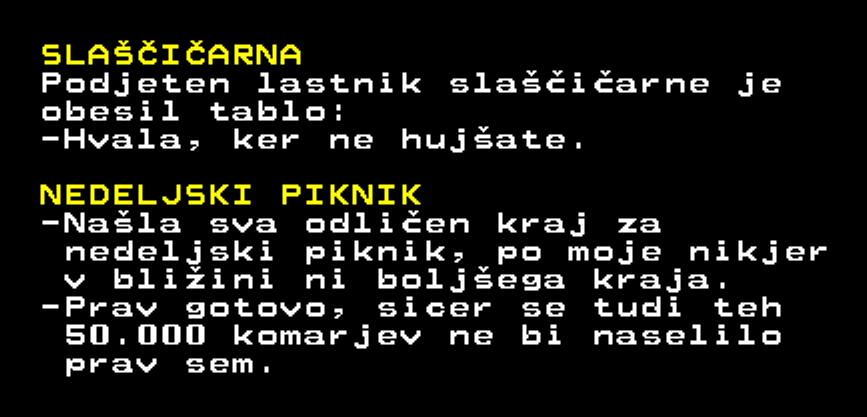 SLAŠČIČARNA
Podjeten lastnik slaščičarne je
obesil tablo:
-Hvala, ker ne hujšate.
NEDELJSKI PIKNIK
-Našla sva odličen kraj za
nedeljski piknik, po moje nikjer
v bližini ni boljšega kraja.
-Prav gotovo, sicer se tudi teh
50.000 komarjev ne bi naselilo
prav sem.